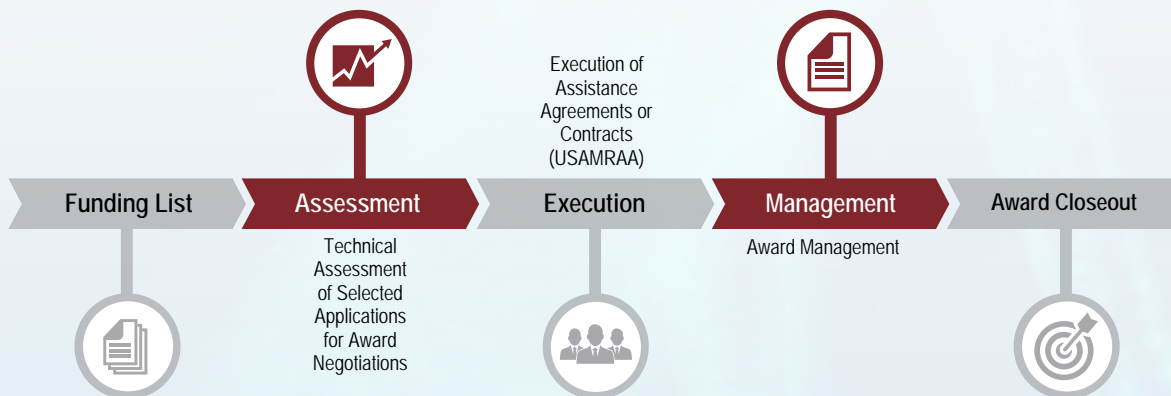 Execution of
Assistance
Agreements or
Contracts
(USAMRAA)
Funding List
Assessment
Execution
Management
Award Closeout
Technical
Assessment
of Selected
Applications
for Award
Negotiations
Award Management